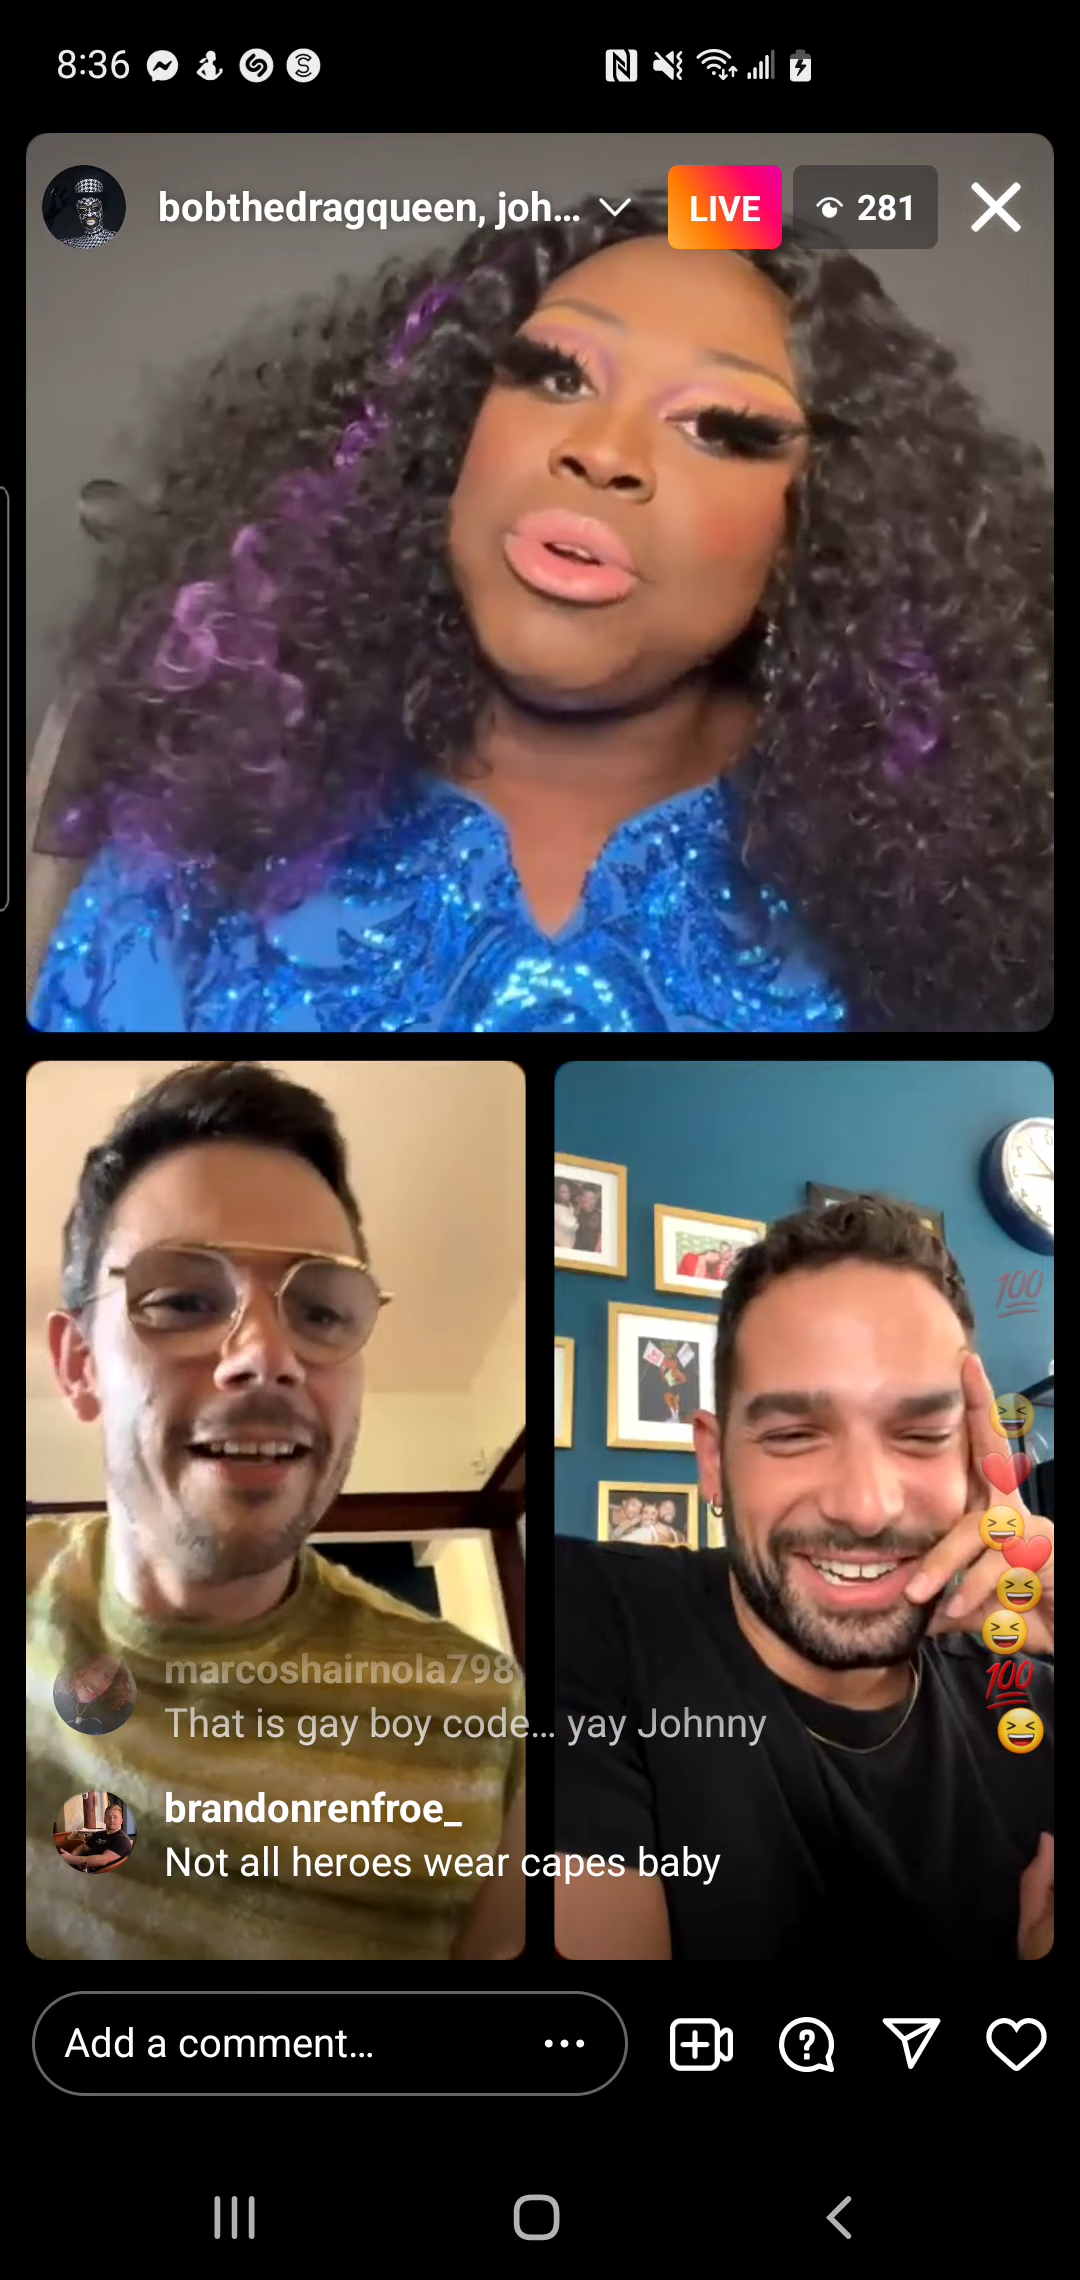 8:36
bobthedragqueen, joh...
LIVE
281
100
100
marcoshairnola798
That is gay boy code... yay Johnny
brandonrenfroe_
Not all heroes wear capes baby
Add a comment...